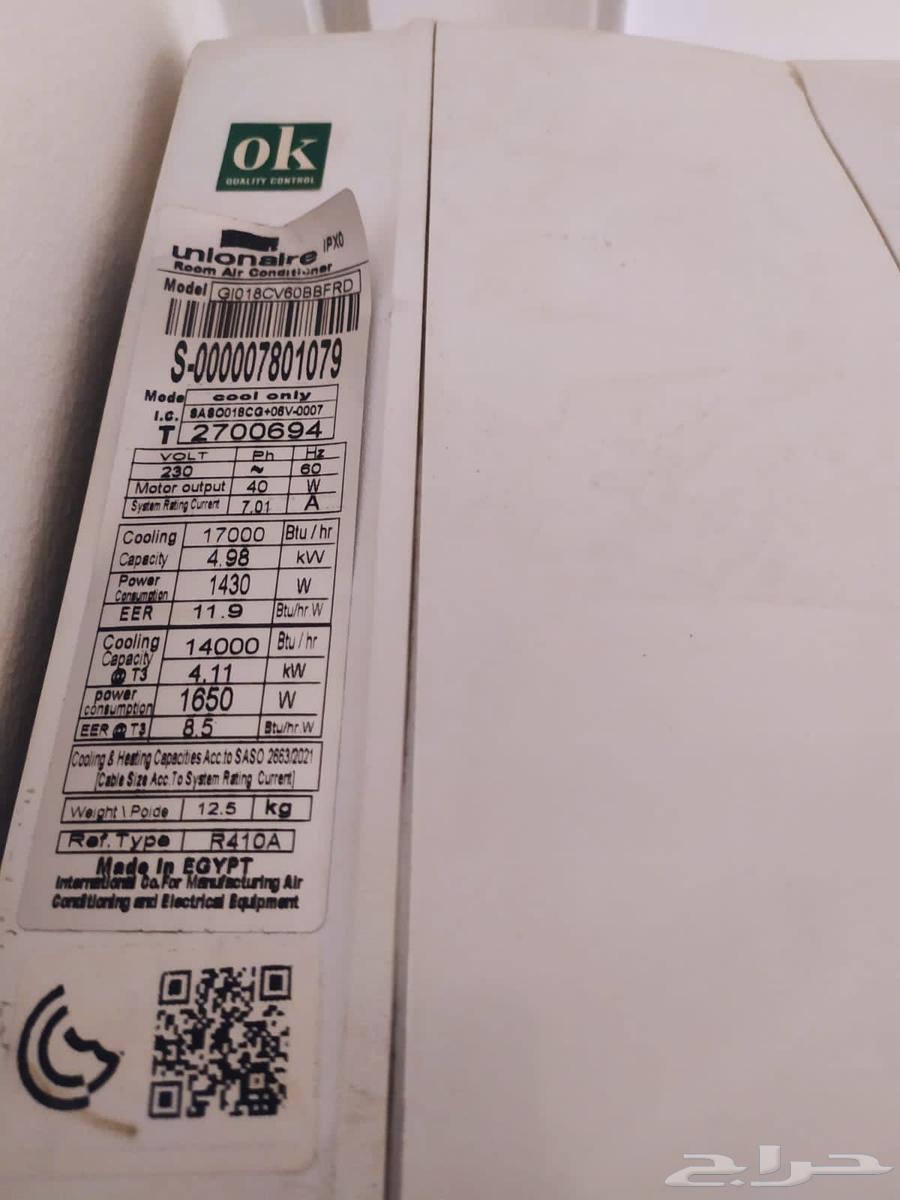 ok
QUALITY CONTROL
unionaire IPX0
Room Air Conditioner
Model GI018CV60BBFRD
S-000007801079
Mode cool only
I.C. SASO018CG+06V-0007
T 2700694
VOLT Ph Hz
230 ~ 60
Motor output 40 W
System Rating Current 7.01 A
Cooling Capacity 17000 Btu / hr
4.98 kW
Power Consumption 1430 W
EER 11.9 Btu/hr.W
Cooling Capacity @ T3 14000 Btu / hr
4.11 kW
power consumption 1650 W
EER @ T3 8.5 Btu/hr.W
Cooling & Heating Capacities Acc.to SASO 2663/2021
[Cable Size Acc.To System Rating Current]
Weight \ Poide 12.5 kg
Ref.Type R410A
Made In EGYPT
International Co. For Manufacturing Air
Conditioning and Electrical Equipment
حراج